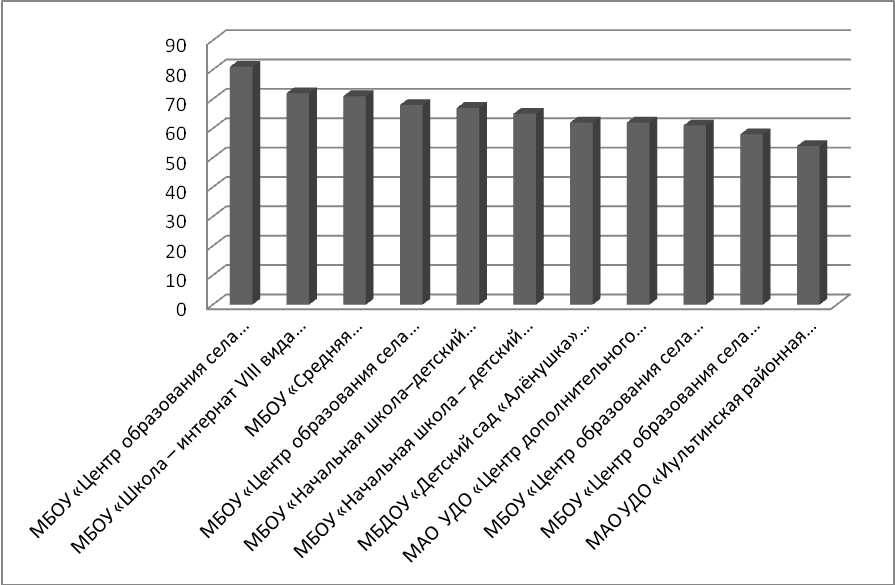 90
80
70
60
50
40
30
20
10
0
МБОУ «Центр образования села...
МБОУ «Школа – интернат VIII вида...
МБОУ «Средняя...
МБОУ «Центр образования села...
МБОУ «Начальная школа–детский...
МБОУ «Начальная школа – детский...
МБДОУ «Детский сад «Алёнушка»...
МАО УДО «Центр дополнительного...
МБОУ «Центр образования села...
МБОУ «Центр образования села...
МАО УДО «Иультинская районная...